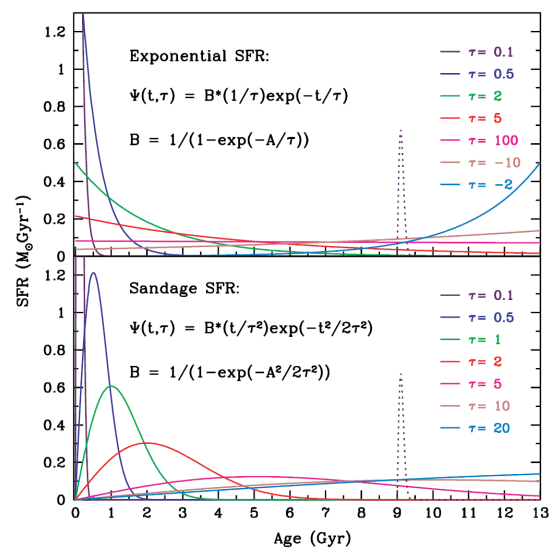 1.2
1
0.8
0.6
0.4
0.2
0
Exponential SFR:
Ψ(t,τ) = B*(1/τ)exp(−t/τ)
B = 1/(1−exp(−A/τ))
τ= 0.1
τ= 0.5
τ= 2
τ= 5
τ= 100
τ= −10
τ= −2
SFR (M⊙Gyr⁻¹)
1.2
1
0.8
0.6
0.4
0.2
0
Sandage SFR:
Ψ(t,τ) = B*(t/τ²)exp(−t²/2τ²)
B = 1/(1−exp(−A²/2τ²))
τ= 0.1
τ= 0.5
τ= 1
τ= 2
τ= 5
τ= 10
τ= 20
0 1 2 3 4 5 6 7 8 9 10 11 12 13
Age (Gyr)